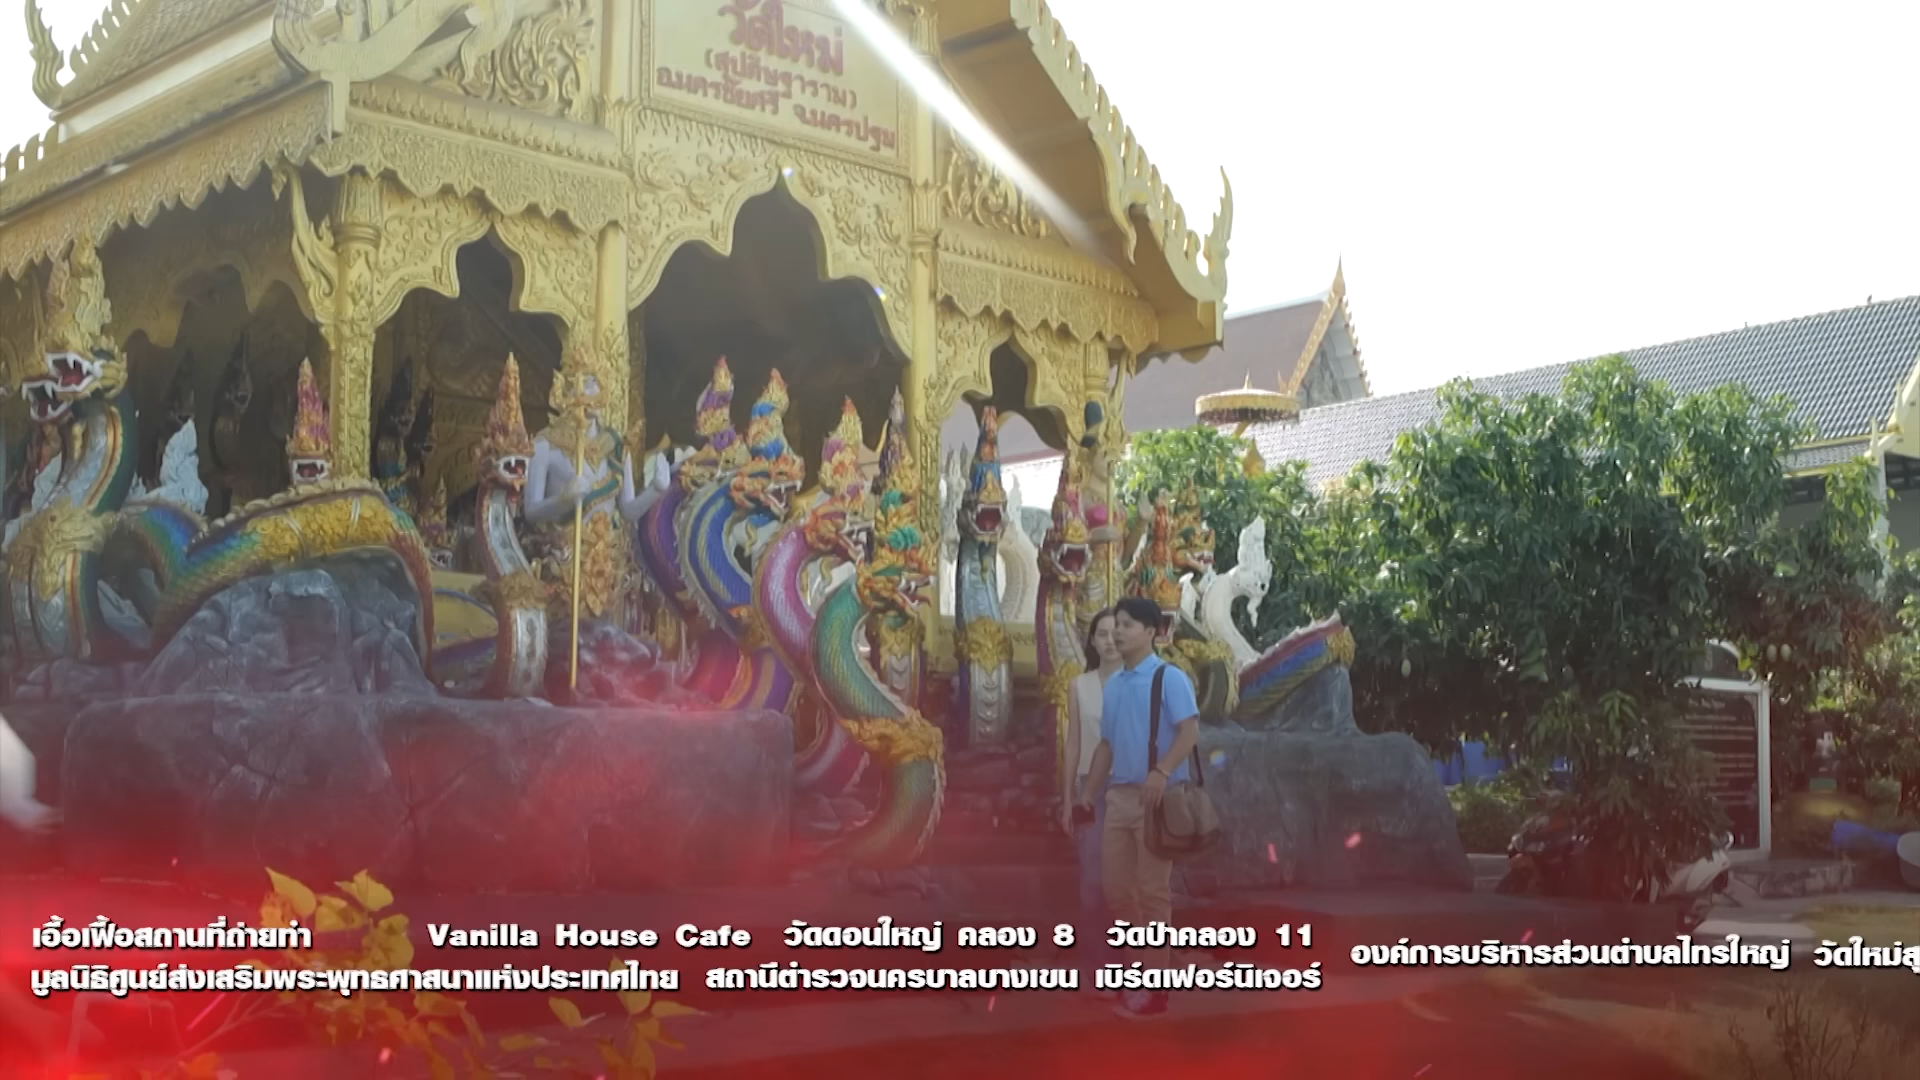 วัดใหม่
(สุปดิษฐาราม)
อ.นครชัยศรี จ.นครปฐม
เอื้อเฟื้อสถานที่ถ่ายทำ Vanilla House Cafe วัดดอนใหญ่ คลอง 8 วัดป่าคลอง 11
มูลนิธิศูนย์ส่งเสริมพระพุทธศาสนาแห่งประเทศไทย สถานีตำรวจนครบาลบางเขน เบิร์ดเฟอร์นิเจอร์
องค์การบริหารส่วนตำบลไทรใหญ่ วัดใหม่สุ